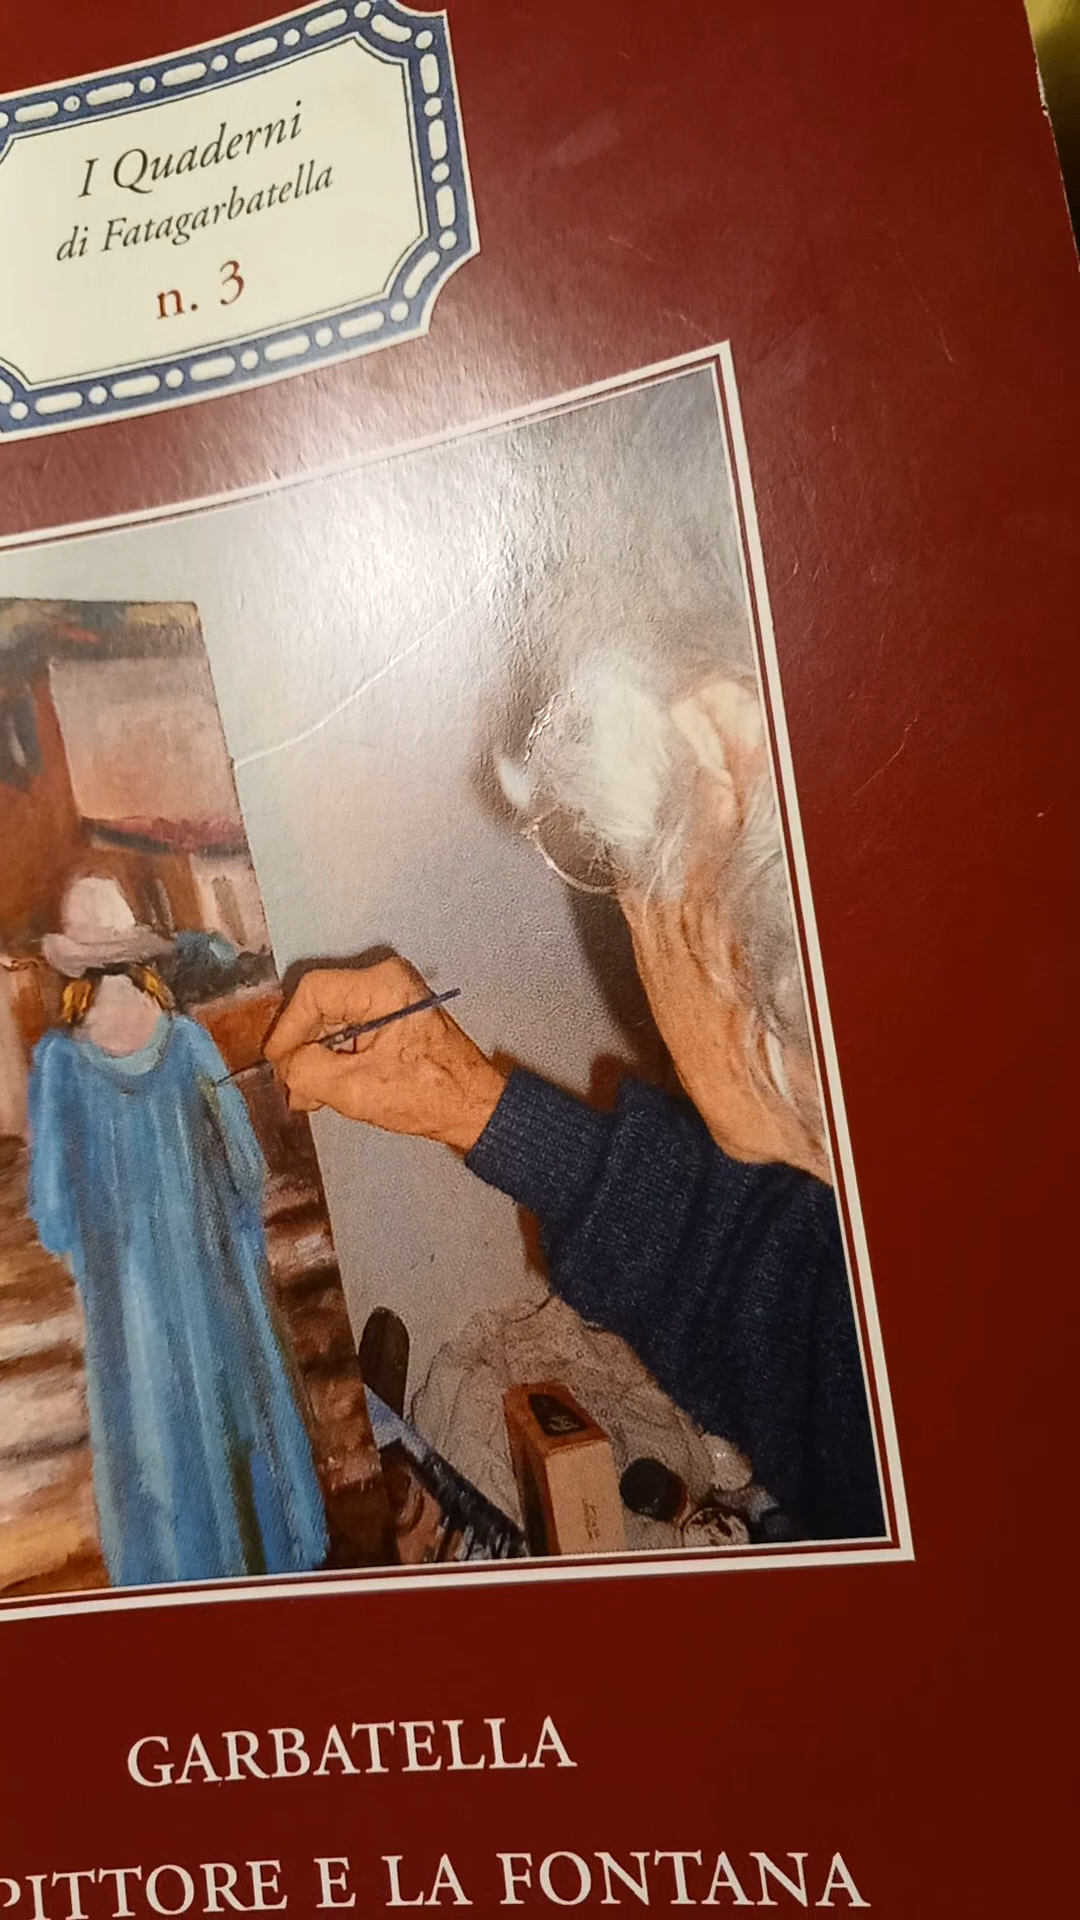 I Quaderni
di Fatagarbatella
n. 3
GARBATELLA
PITTORE E LA FONTANA